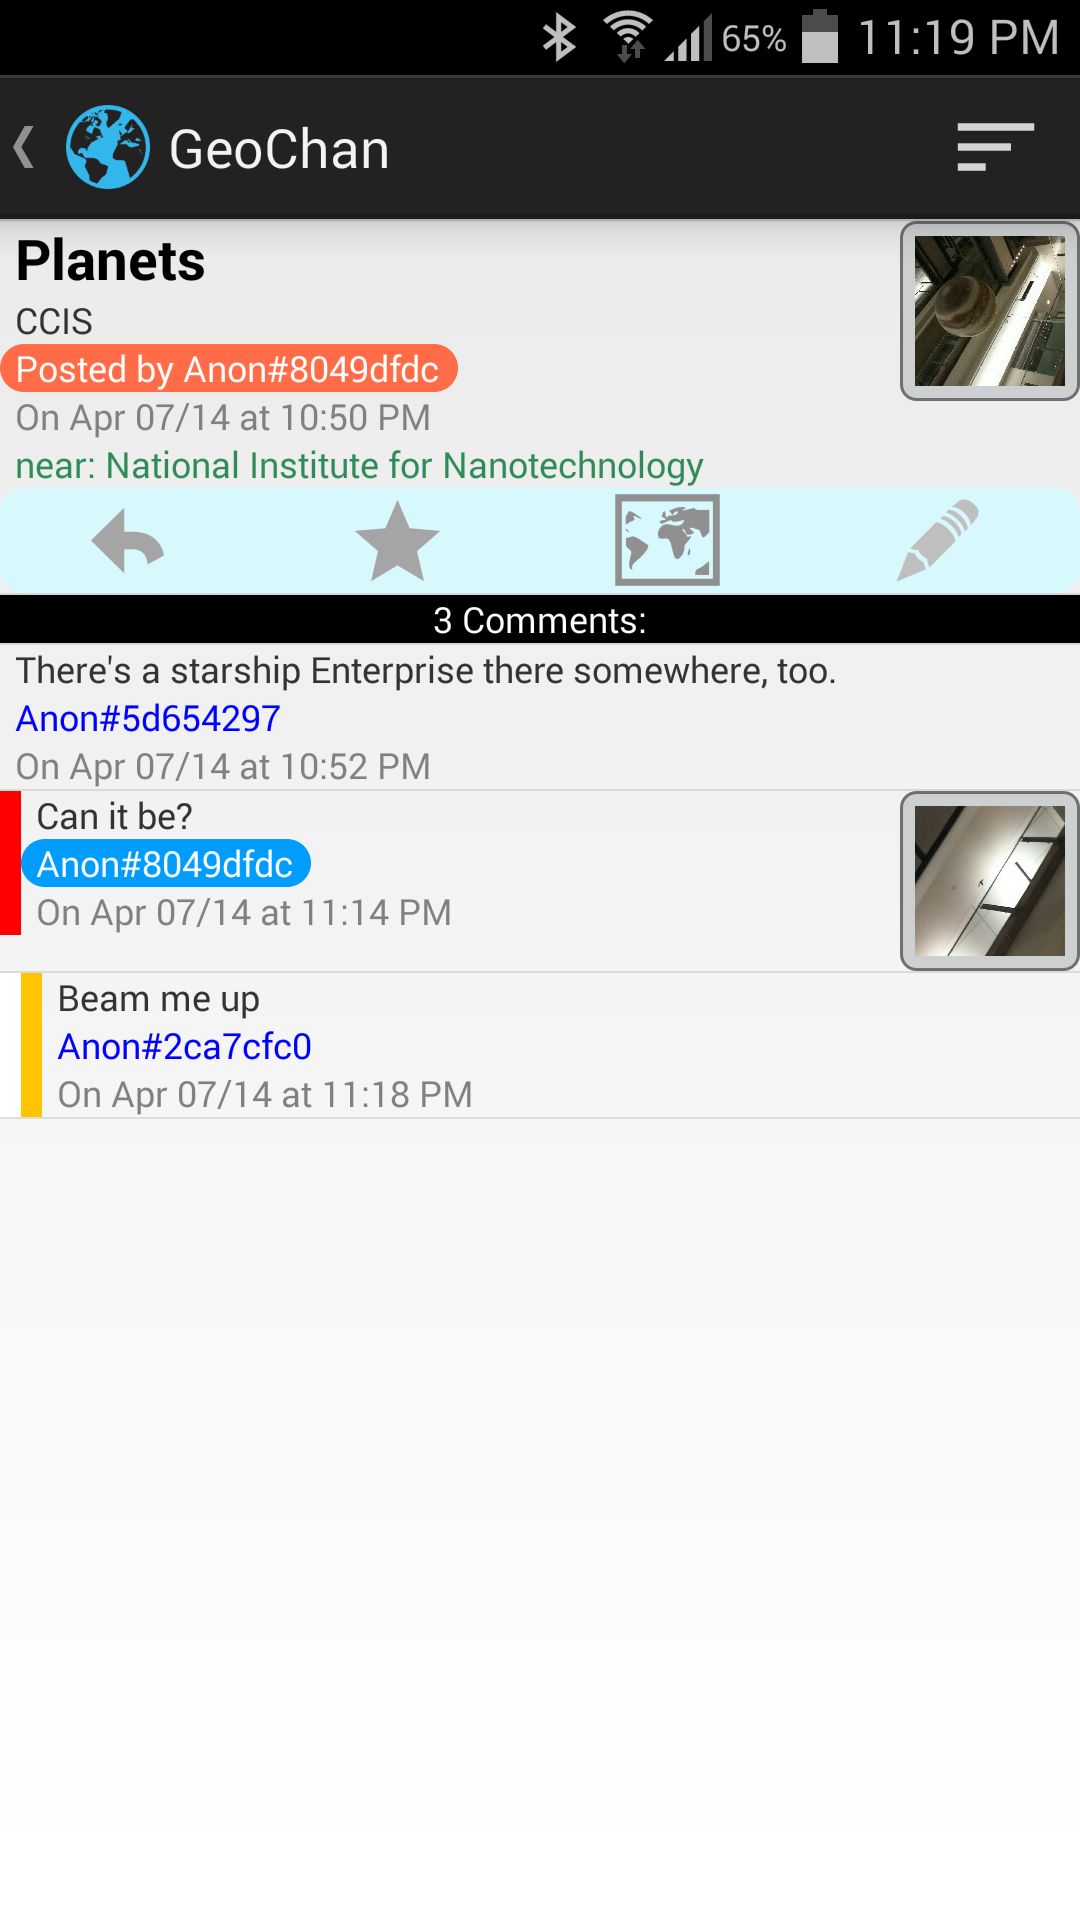 65% 11:19 PM
GeoChan
Planets
CCIS
Posted by Anon#8049dfdc
On Apr 07/14 at 10:50 PM
near: National Institute for Nanotechnology
3 Comments:
There's a starship Enterprise there somewhere, too.
Anon#5d654297
On Apr 07/14 at 10:52 PM
Can it be?
Anon#8049dfdc
On Apr 07/14 at 11:14 PM
Beam me up
Anon#2ca7cfc0
On Apr 07/14 at 11:18 PM